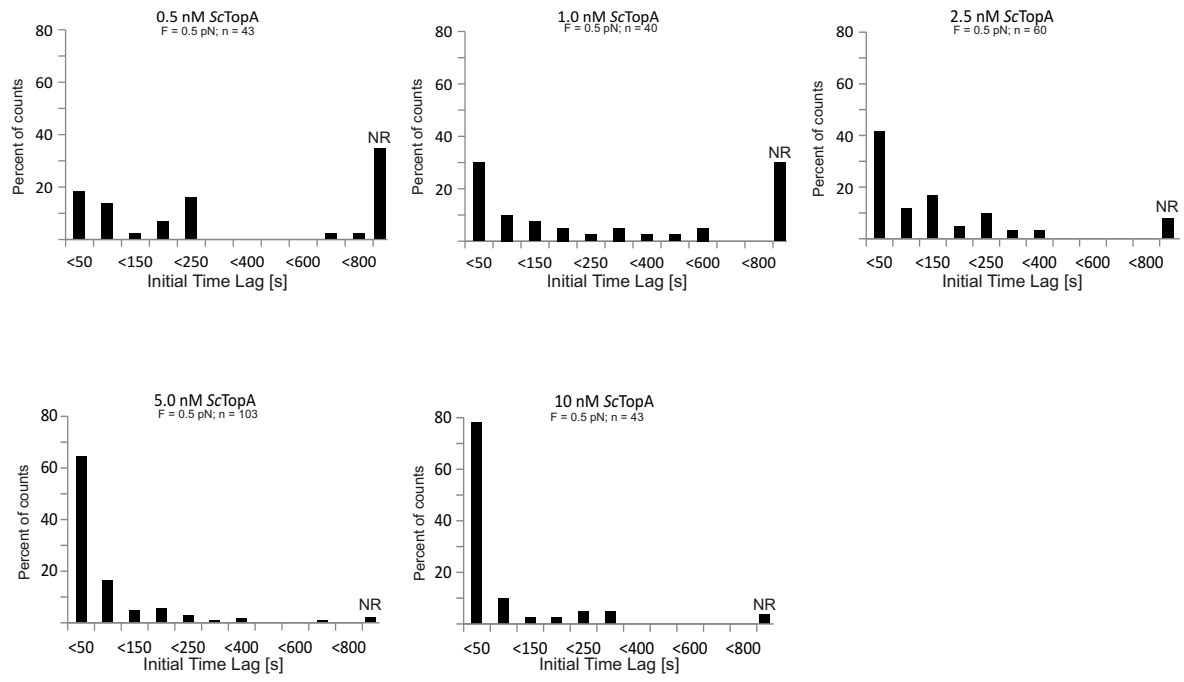 0.5 nM ScTopA
F = 0.5 pN; n = 43
Percent of counts
80
60
40
20
NR
<50 <150 <250 <400 <600 <800
Initial Time Lag [s]
1.0 nM ScTopA
F = 0.5 pN; n = 40
Percent of counts
80
60
40
20
NR
<50 <150 <250 <400 <600 <800
Initial Time Lag [s]
2.5 nM ScTopA
F = 0.5 pN; n = 60
Percent of counts
80
60
40
20
NR
<50 <150 <250 <400 <600 <800
Initial Time Lag [s]
5.0 nM ScTopA
F = 0.5 pN; n = 103
Percent of counts
80
60
40
20
NR
<50 <150 <250 <400 <600 <800
Initial Time Lag [s]
10 nM ScTopA
F = 0.5 pN; n = 43
Percent of counts
80
60
40
20
NR
<50 <150 <250 <400 <600 <800
Initial Time Lag [s]